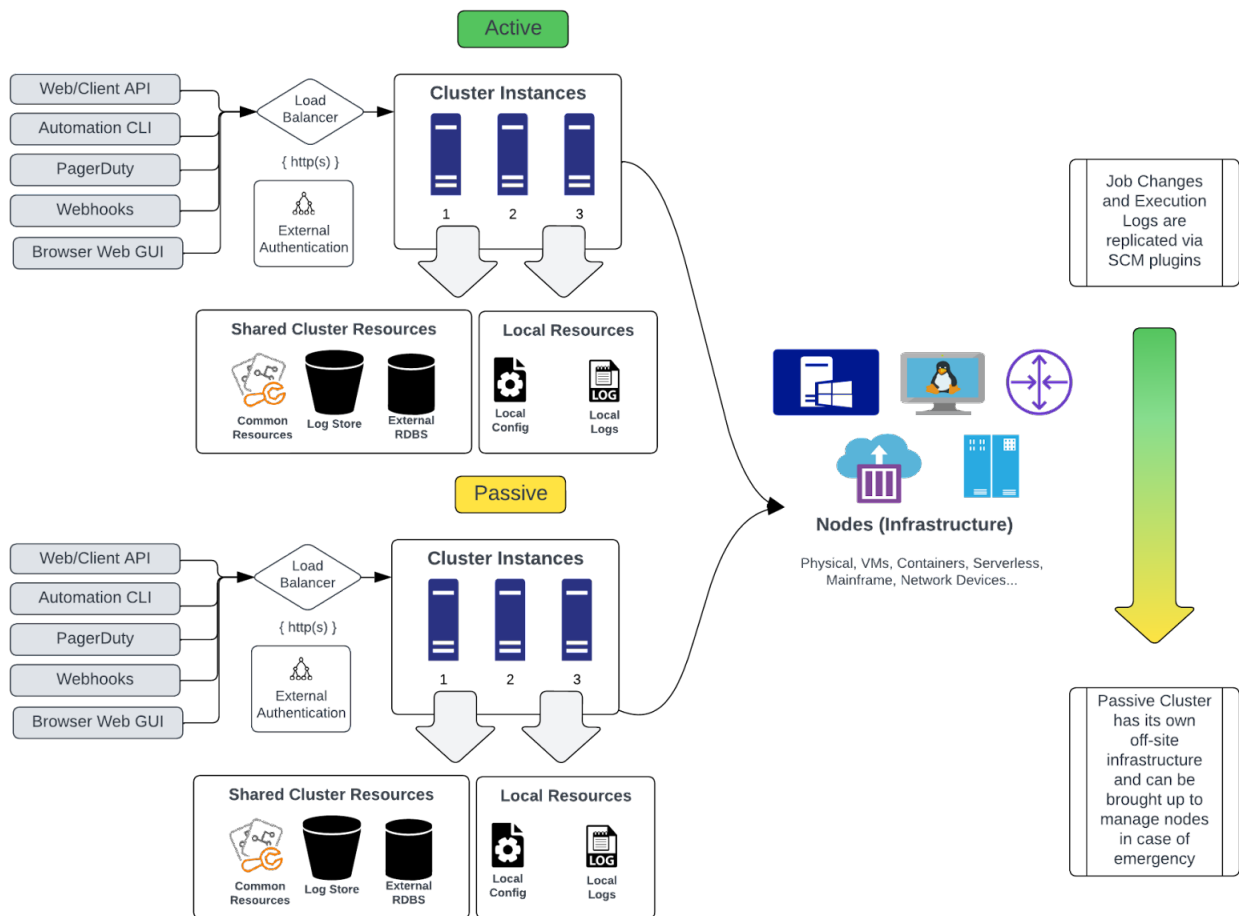 Active
Web/Client API
Automation CLI
PagerDuty
Webhooks
Browser Web GUI
Load
Balancer
{ http(s) }
External
Authentication
Cluster Instances
1 2 3
Shared Cluster Resources
Common
Resources
Log Store
External
RDBS
Local Resources
Local
Config
LOG
Local
Logs
Passive
Web/Client API
Automation CLI
PagerDuty
Webhooks
Browser Web GUI
Load
Balancer
{ http(s) }
External
Authentication
Cluster Instances
1 2 3
Shared Cluster Resources
Common
Resources
Log Store
External
RDBS
Local Resources
Local
Config
LOG
Local
Logs
Nodes (Infrastructure)
Physical, VMs, Containers, Serverless,
Mainframe, Network Devices...
Job Changes
and Execution
Logs are
replicated via
SCM plugins
Passive Cluster
has its own
off-site
infrastructure
and can be
brought up to
manage nodes
in case of
emergency